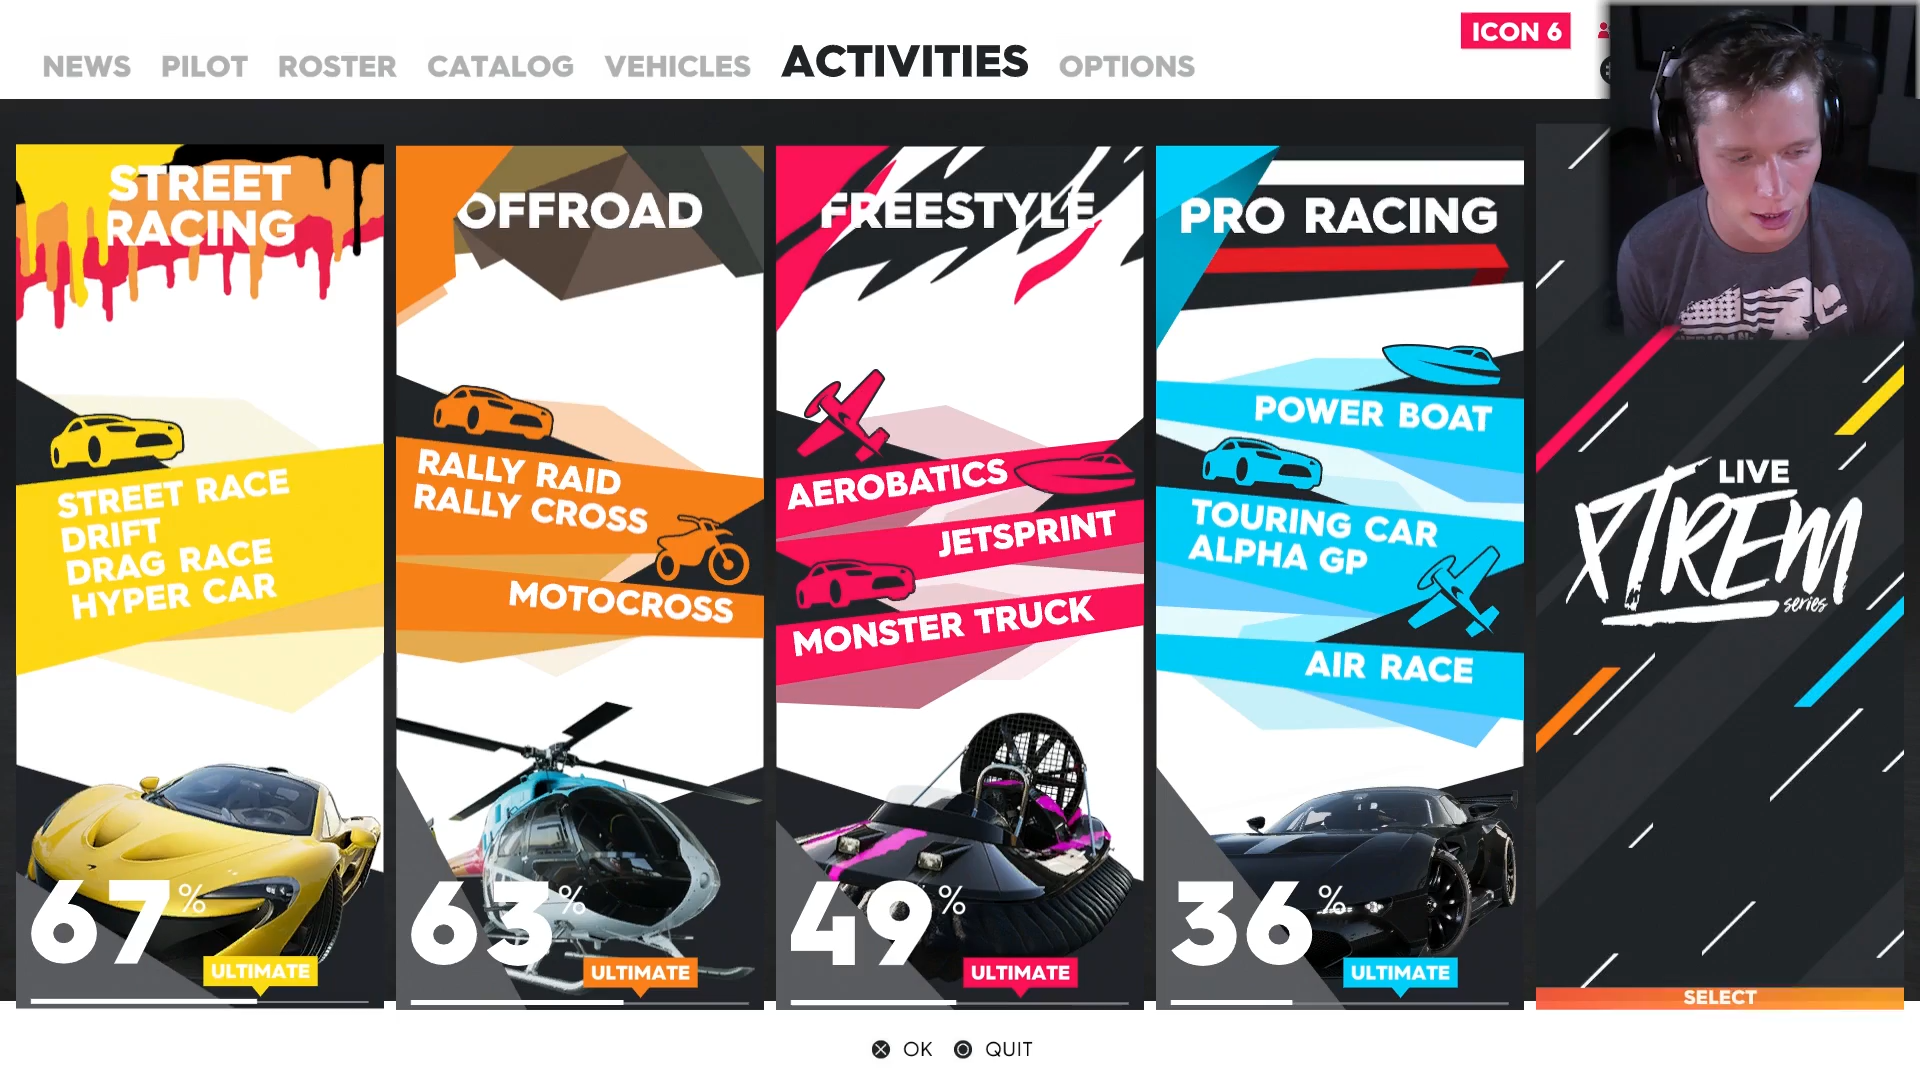 NEWS PILOT ROSTER CATALOG VEHICLES ACTIVITIES OPTIONS
ICON 6
STREET
RACING
STREET RACE
DRIFT
DRAG RACE
HYPER CAR
67%
ULTIMATE
OFFROAD
RALLY RAID
RALLY CROSS
MOTOCROSS
63%
ULTIMATE
FREESTYLE
AEROBATICS
JETSPRINT
MONSTER TRUCK
49%
ULTIMATE
PRO RACING
POWER BOAT
TOURING CAR
ALPHA GP
AIR RACE
36%
ULTIMATE
LIVE
XTREM
series
SELECT
OK QUIT